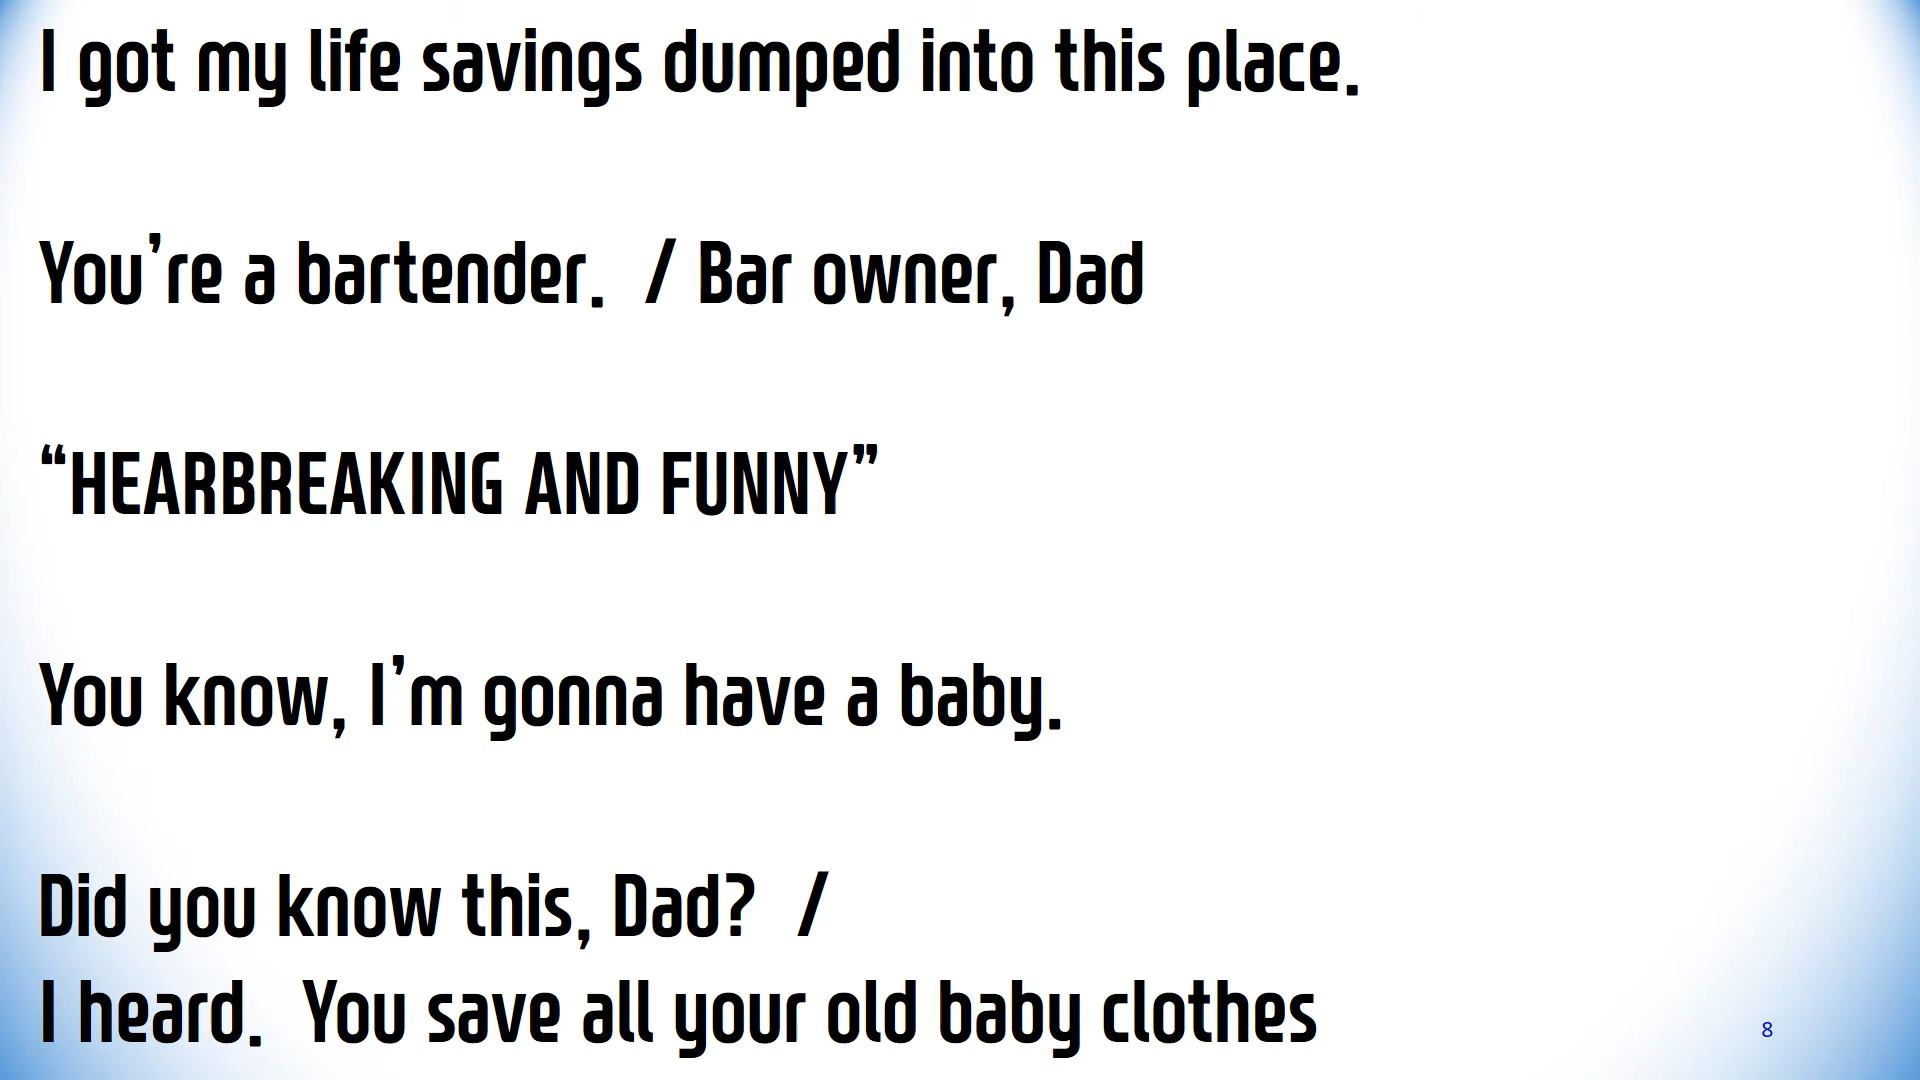 I got my life savings dumped into this place.
You’re a bartender.  / Bar owner, Dad
“HEARBREAKING AND FUNNY”
You know, I’m gonna have a baby.
Did you know this, Dad?  /
I heard.  You save all your old baby clothes
8